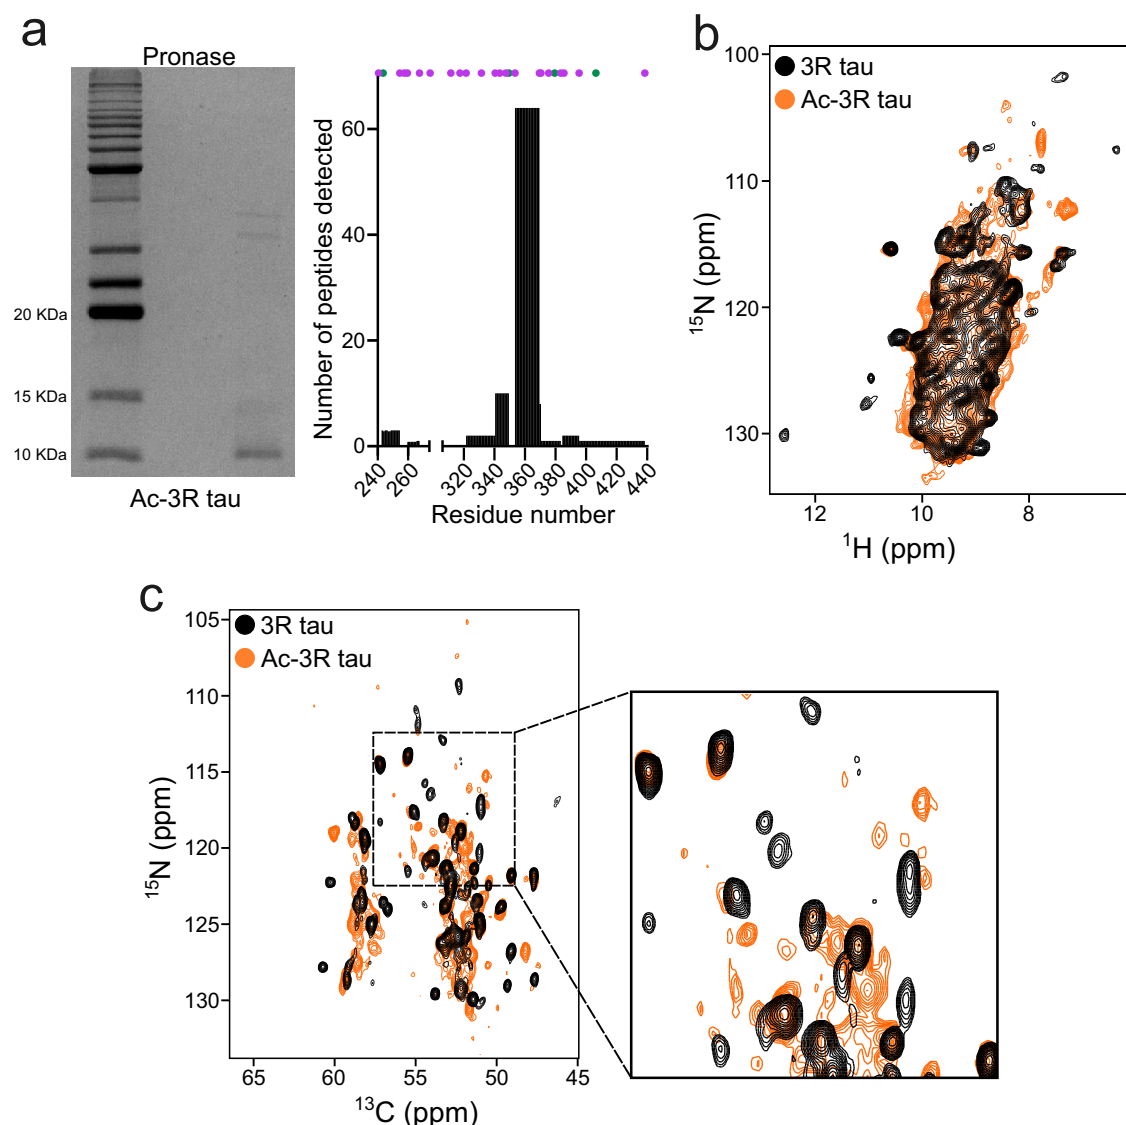 a
Pronase
20 KDa
15 KDa
10 KDa
Ac-3R tau
Number of peptides detected
60
40
20
0
240
260
320
340
360
380
400
420
440
Residue number
b
3R tau
Ac-3R tau
100
110
120
130
15N (ppm)
12
10
8
1H (ppm)
c
3R tau
Ac-3R tau
105
110
115
120
125
130
15N (ppm)
65
60
55
50
45
13C (ppm)